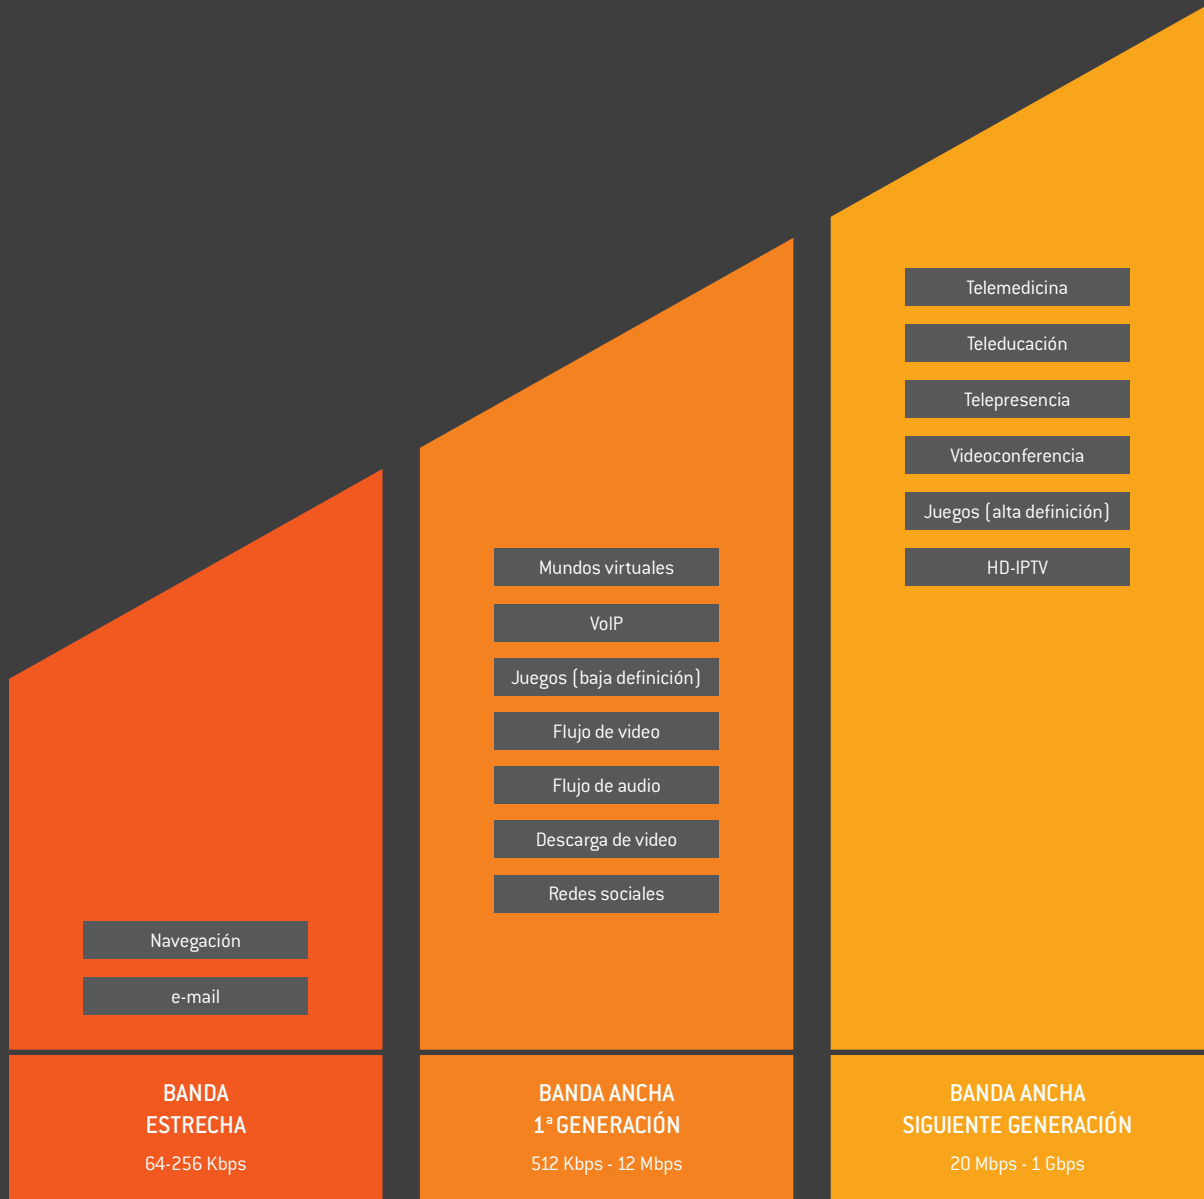 Navegación
e-mail
BANDA
ESTRECHA
64-256 Kbps
Mundos virtuales
VoIP
Juegos (baja definición)
Flujo de video
Flujo de audio
Descarga de video
Redes sociales
BANDA ANCHA
1ª GENERACIÓN
512 Kbps - 12 Mbps
Telemedicina
Teleducación
Telepresencia
Videoconferencia
Juegos (alta definición)
HD-IPTV
BANDA ANCHA
SIGUIENTE GENERACIÓN
20 Mbps - 1 Gbps